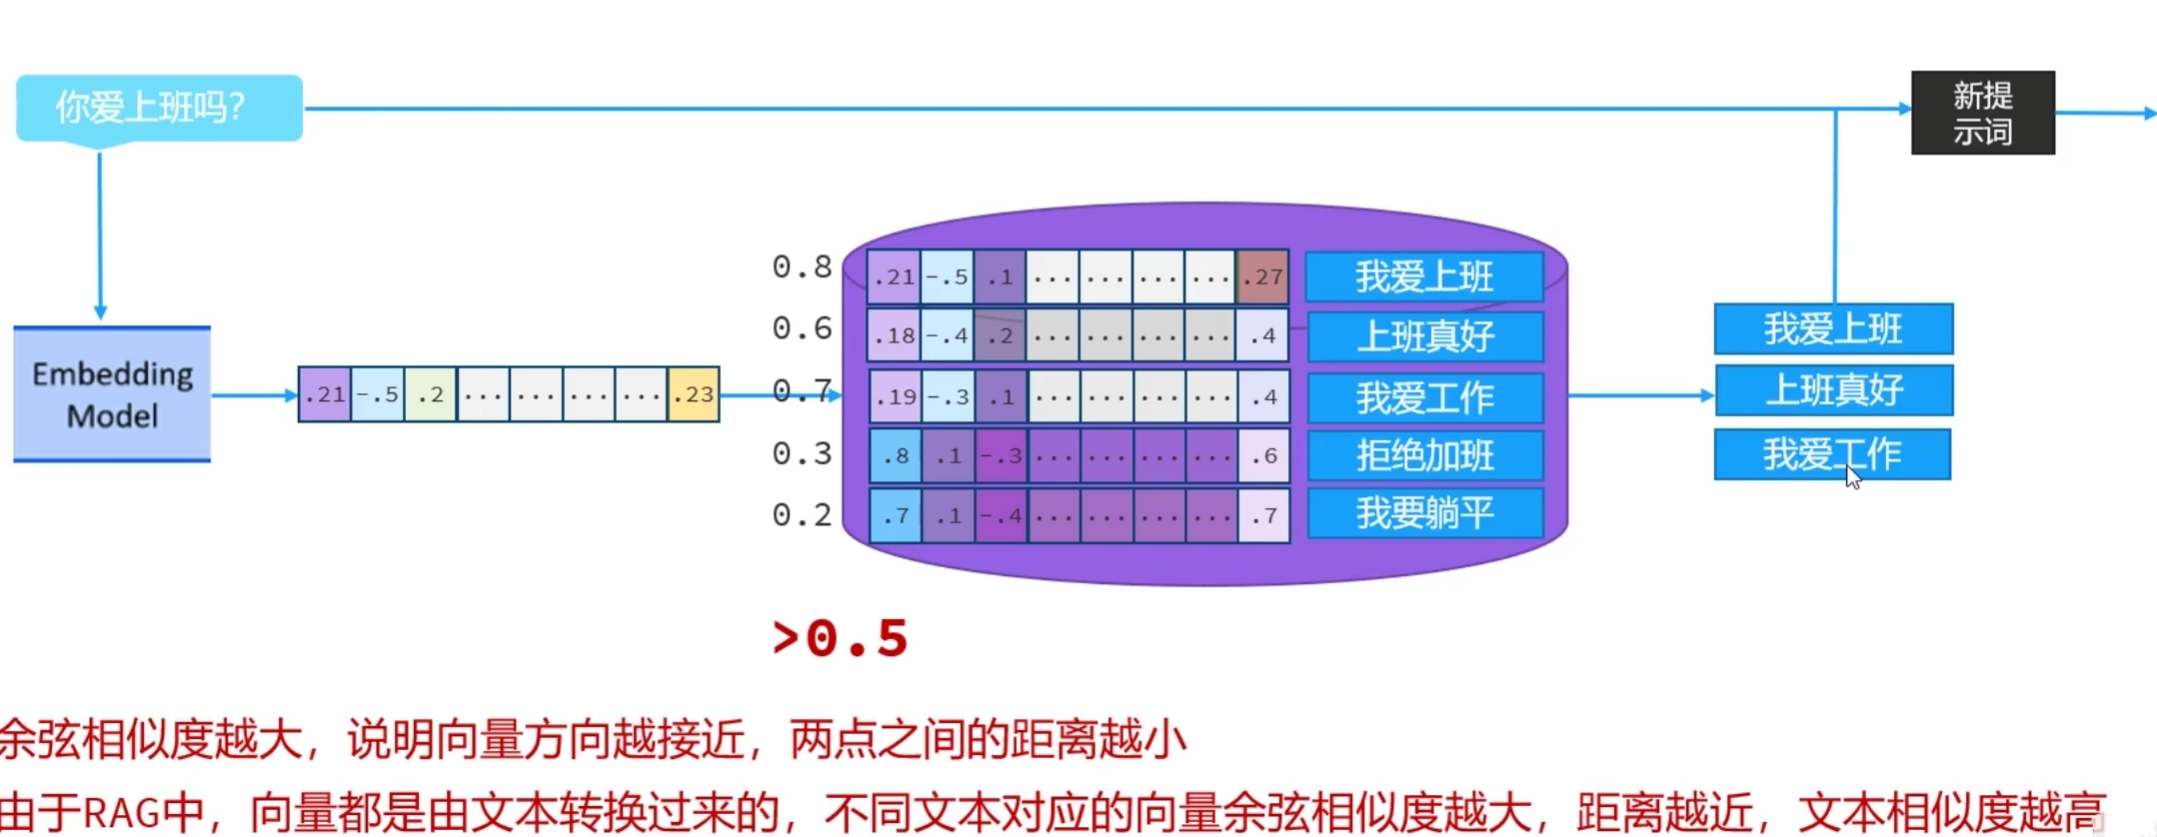 你爱上班吗?
新提
示词
Embedding
Model
.21 -.5 .2 ... ... ... ... .23
0.8 .21 -.5 .1 ... ... ... ... .27 我爱上班
0.6 .18 -.4 .2 ... ... ... ... .4 上班真好
0.7 .19 -.3 .1 ... ... ... ... .4 我爱工作
0.3 .8 .1 -.3 ... ... ... ... .6 拒绝加班
0.2 .7 .1 -.4 ... ... ... ... .7 我要躺平
我爱上班
上班真好
我爱工作
>0.5
余弦相似度越大，说明向量方向越接近，两点之间的距离越小
由于RAG中，向量都是由文本转换过来的，不同文本对应的向量余弦相似度越大，距离越近，文本相似度越高